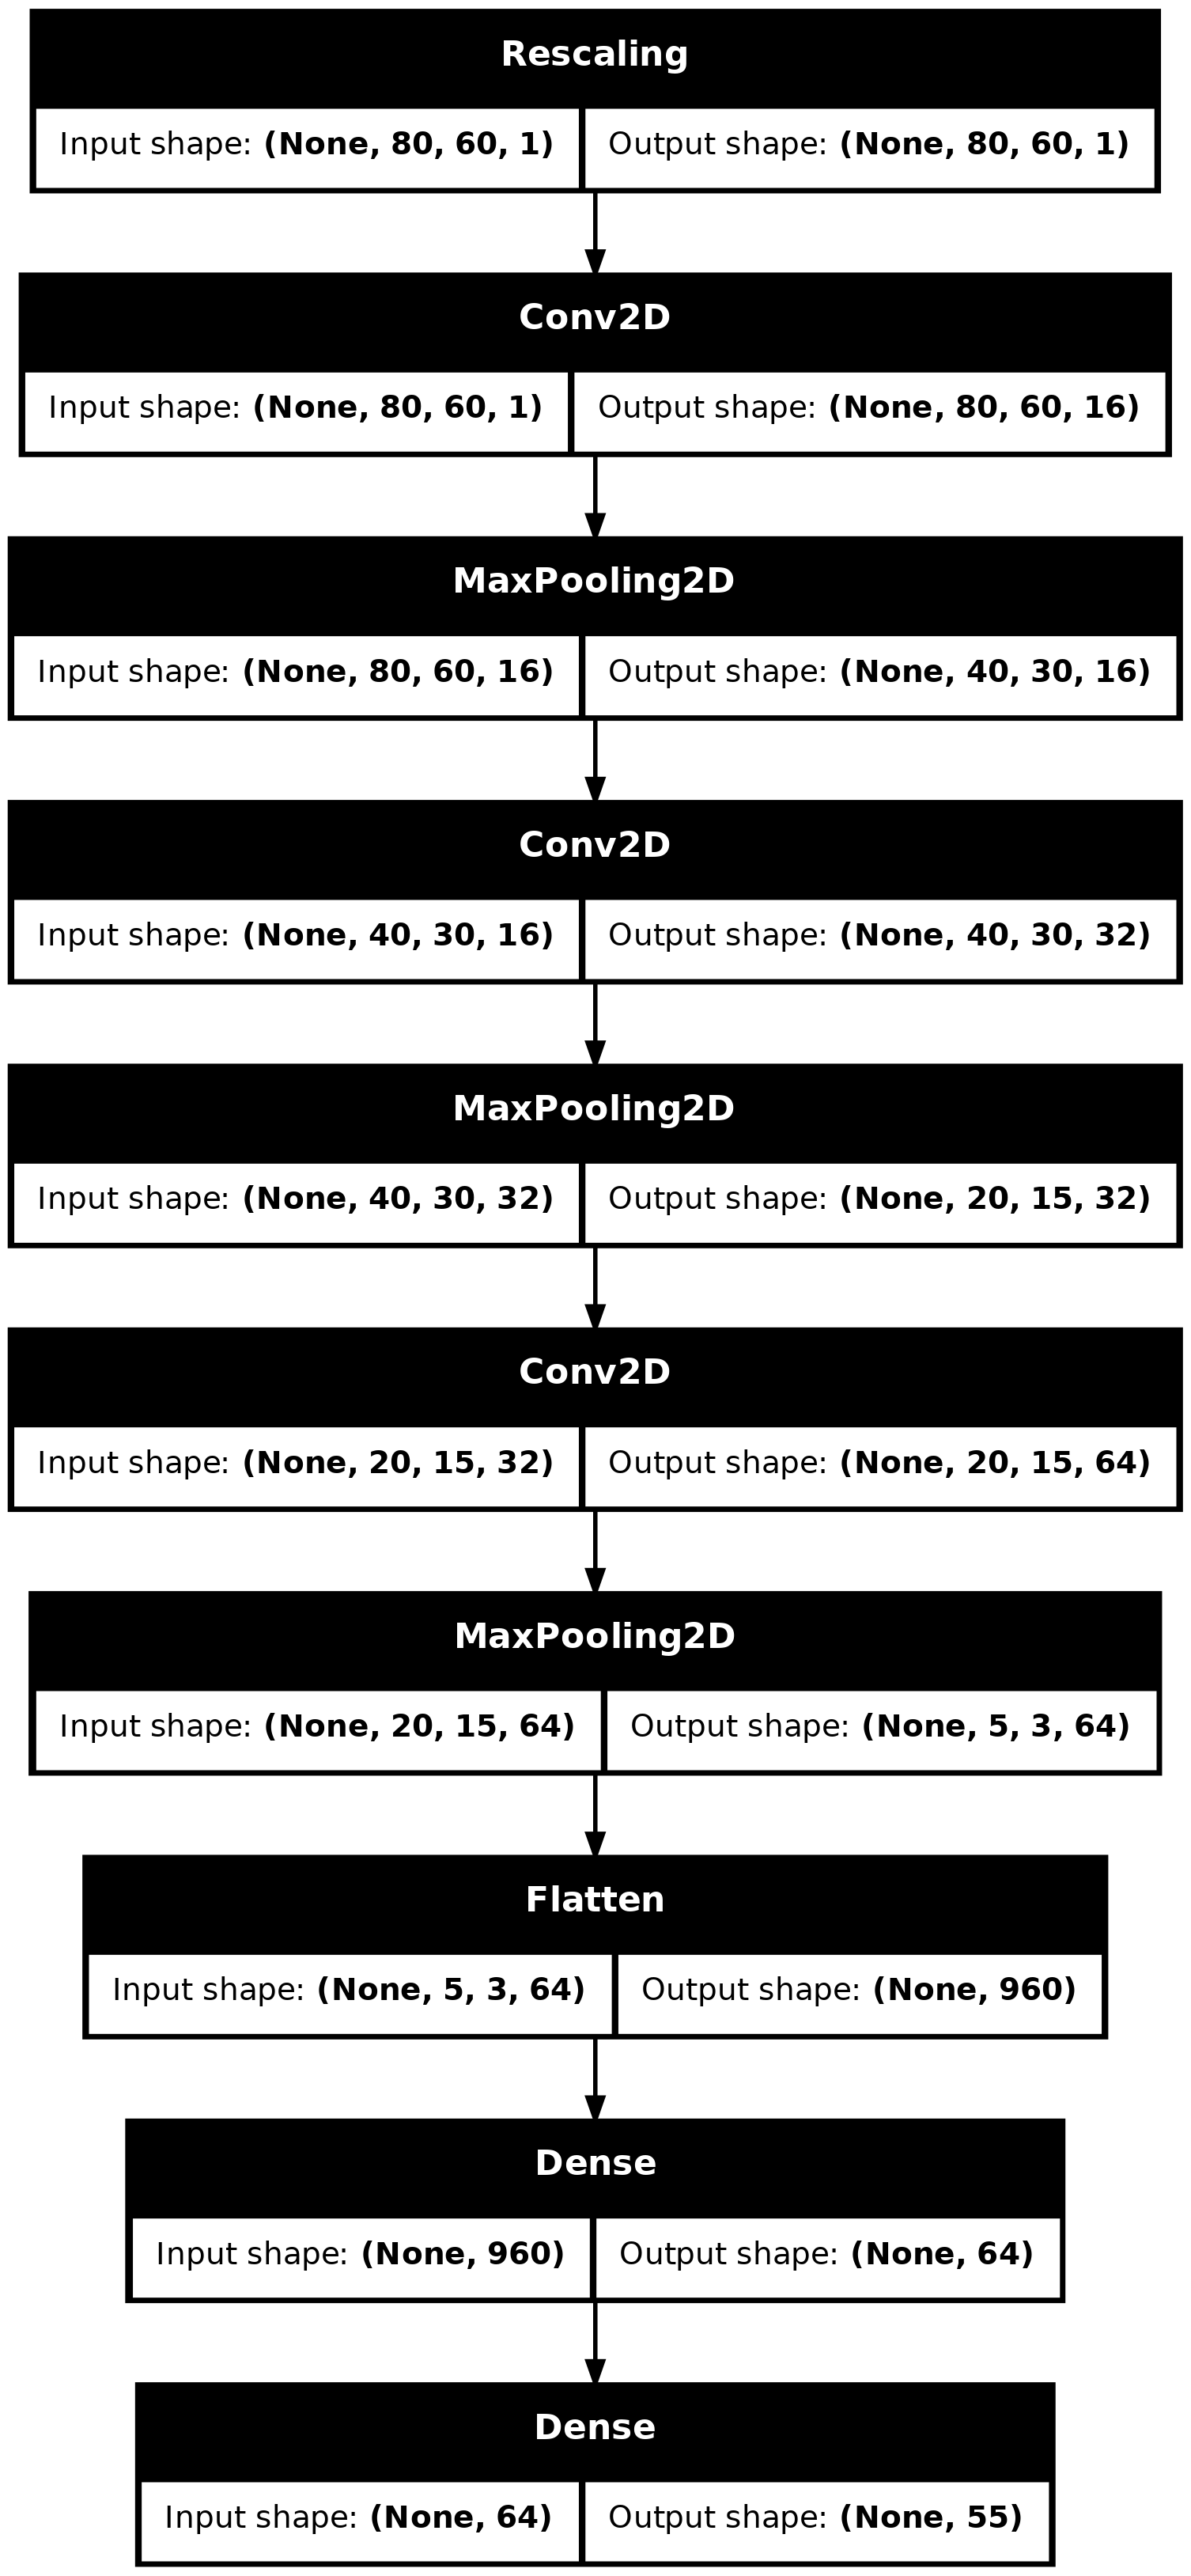 Rescaling
Input shape: (None, 80, 60, 1) Output shape: (None, 80, 60, 1)
Conv2D
Input shape: (None, 80, 60, 1) Output shape: (None, 80, 60, 16)
MaxPooling2D
Input shape: (None, 80, 60, 16) Output shape: (None, 40, 30, 16)
Conv2D
Input shape: (None, 40, 30, 16) Output shape: (None, 40, 30, 32)
MaxPooling2D
Input shape: (None, 40, 30, 32) Output shape: (None, 20, 15, 32)
Conv2D
Input shape: (None, 20, 15, 32) Output shape: (None, 20, 15, 64)
MaxPooling2D
Input shape: (None, 20, 15, 64) Output shape: (None, 5, 3, 64)
Flatten
Input shape: (None, 5, 3, 64) Output shape: (None, 960)
Dense
Input shape: (None, 960) Output shape: (None, 64)
Dense
Input shape: (None, 64) Output shape: (None, 55)